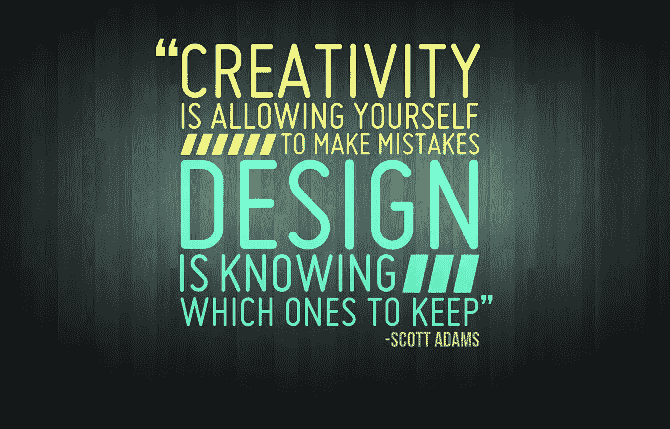 “CREATIVITY
IS ALLOWING YOURSELF
TO MAKE MISTAKES
DESIGN
IS KNOWING
WHICH ONES TO KEEP”
-SCOTT ADAMS